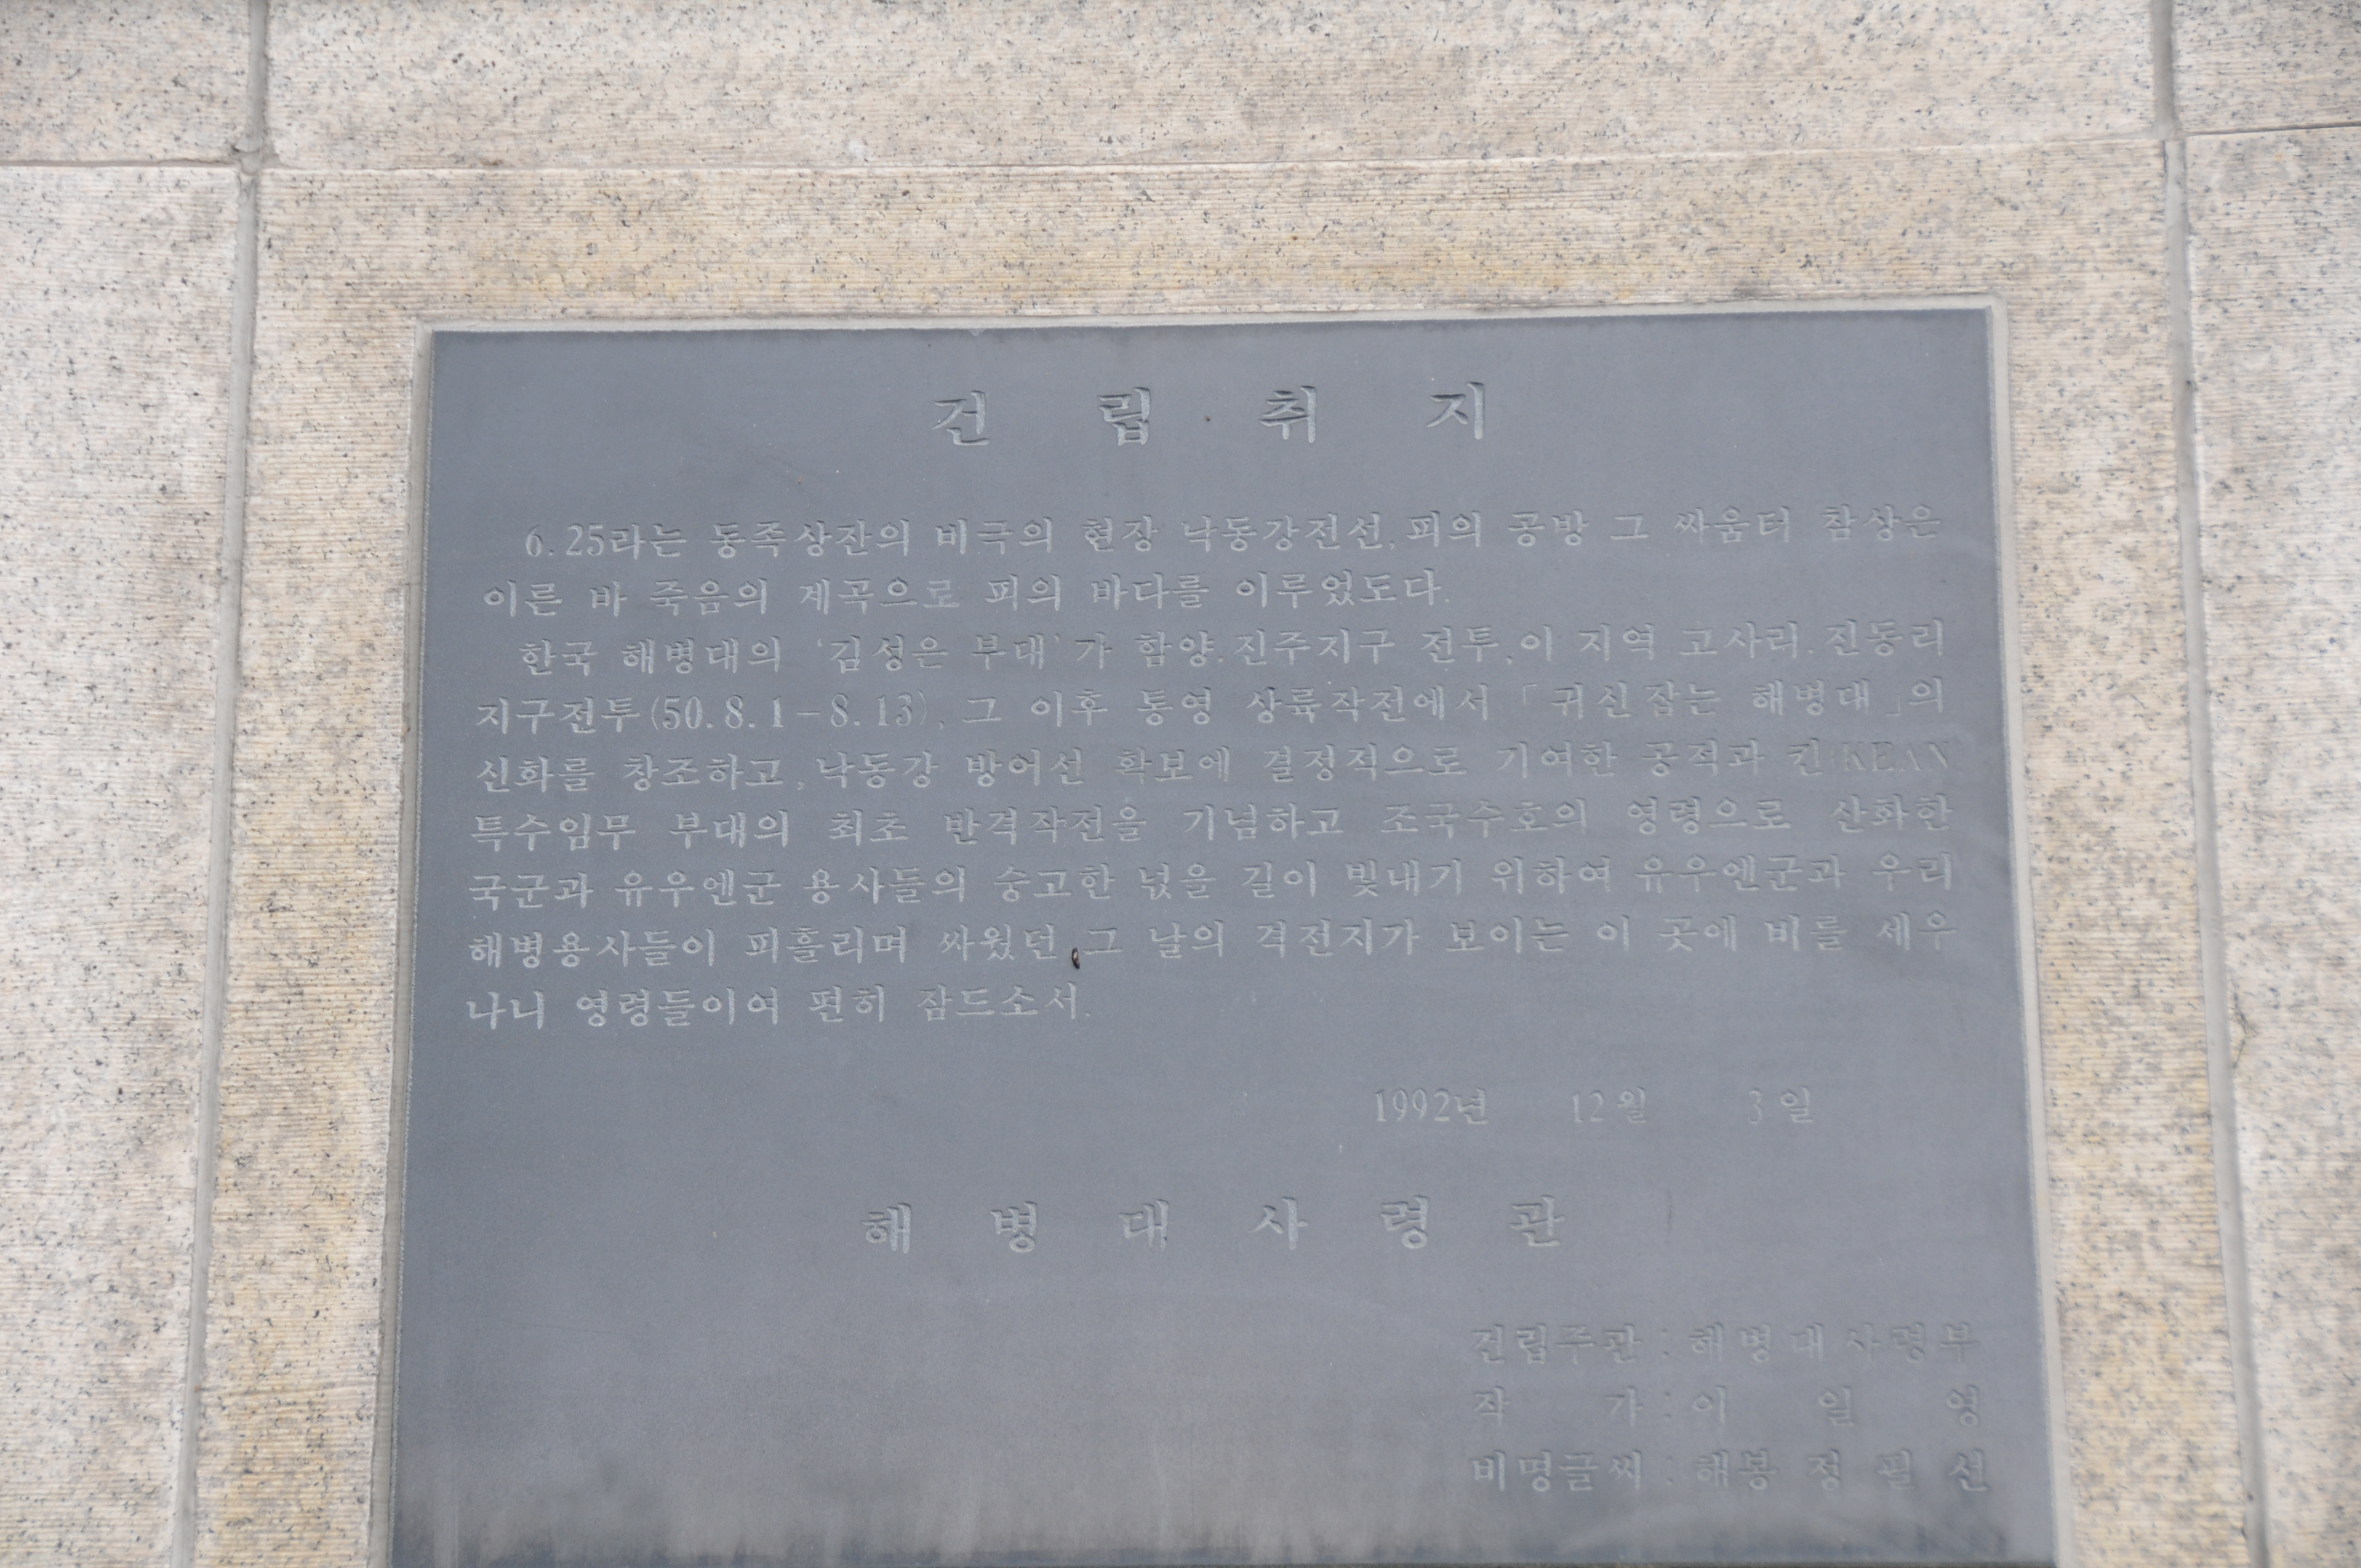 건립취지
6.25라는 동족상잔의 비극의 현장 낙동강전선, 피의 공방 그 싸움터 참상은
이른 바 죽음의 계곡으로 피의 바다를 이루었도다.
한국 해병대의 '김성은 부대'가 함양.진주지구 전투,이 지역 고사리.진동리
지구전투(50.8.1-8.13), 그 이후 통영 상륙작전에서 「귀신잡는 해병대」의
신화를 창조하고,낙동강 방어선 확보에 결정적으로 기여한 공적과 킨(KEAN
특수임무 부대의 최초 반격작전을 기념하고 조국수호의 영령으로 산화한
국군과 유우엔군 용사들의 숭고한 넋을 길이 빛내기 위하여 유우엔군과 우리
해병용사들이 피흘리며 싸웠던 그 날의 격전지가 보이는 이 곳에 비를 세우
나니 영령들이여 편히 잠드소서.
1992년 12월 3일
해병대사령관
건립주관 : 해병대사령부
작 가 : 이 일 영
비명글씨 : 해봉 정 필 선